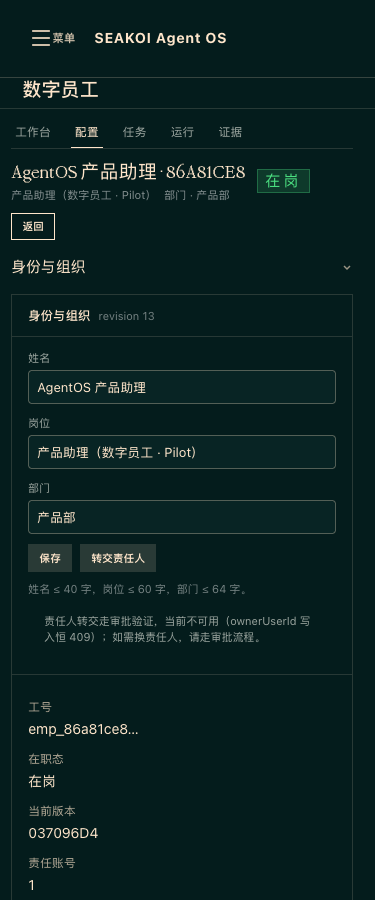 菜单 SEAKOI Agent OS
数字员工
工作台 配置 任务 运行 证据
AgentOS 产品助理 · 86A81CE8 在岗
产品助理（数字员工 · Pilot） 部门 · 产品部
返回
身份与组织
身份与组织 revision 13
姓名
AgentOS 产品助理
岗位
产品助理（数字员工 · Pilot）
部门
产品部
保存 转交责任人
姓名 ≤ 40 字，岗位 ≤ 60 字，部门 ≤ 64 字。
责任人转交走审批验证，当前不可用（ownerUserId 写
入恒 409）；如需换责任人，请走审批流程。
工号
emp_86a81ce8...
在职态
在岗
当前版本
037096D4
责任账号
1